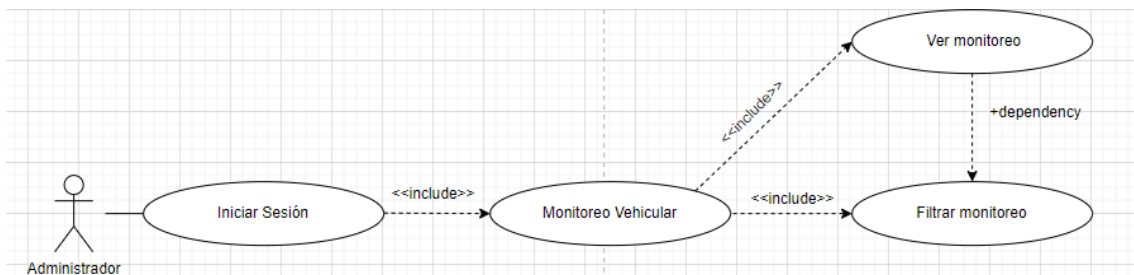 Ver monitoreo
<<include>>
+dependency
Iniciar Sesión
<<include>>
Monitoreo Vehicular
<<include>>
Filtrar monitoreo
Administrador